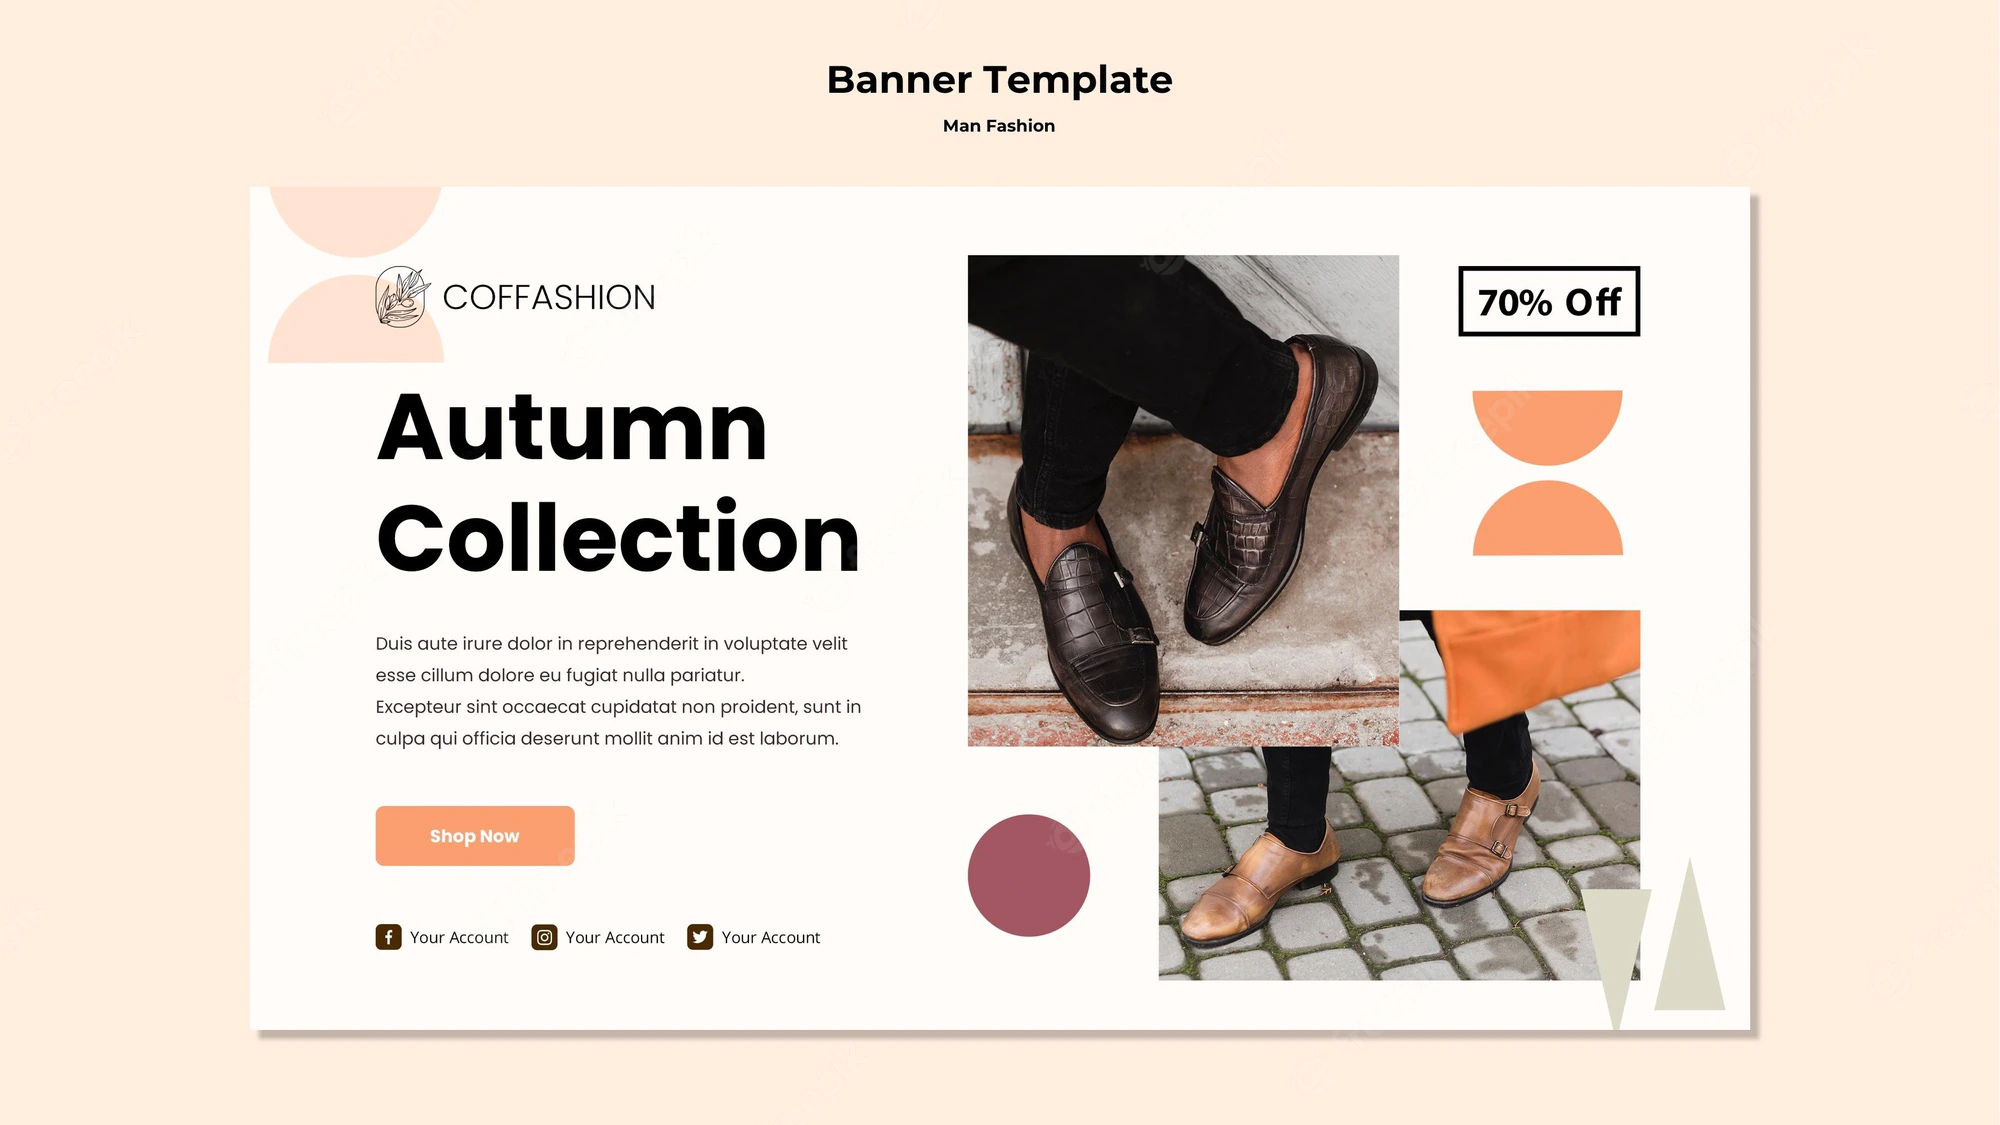 Banner Template
Man Fashion
COFFASHION
70% Off
Autumn
Collection
Duis aute irure dolor in reprehenderit in voluptate velit
esse cillum dolore eu fugiat nulla pariatur.
Excepteur sint occaecat cupidatat non proident, sunt in
culpa qui officia deserunt mollit anim id est laborum.
Shop Now
Your Account Your Account Your Account